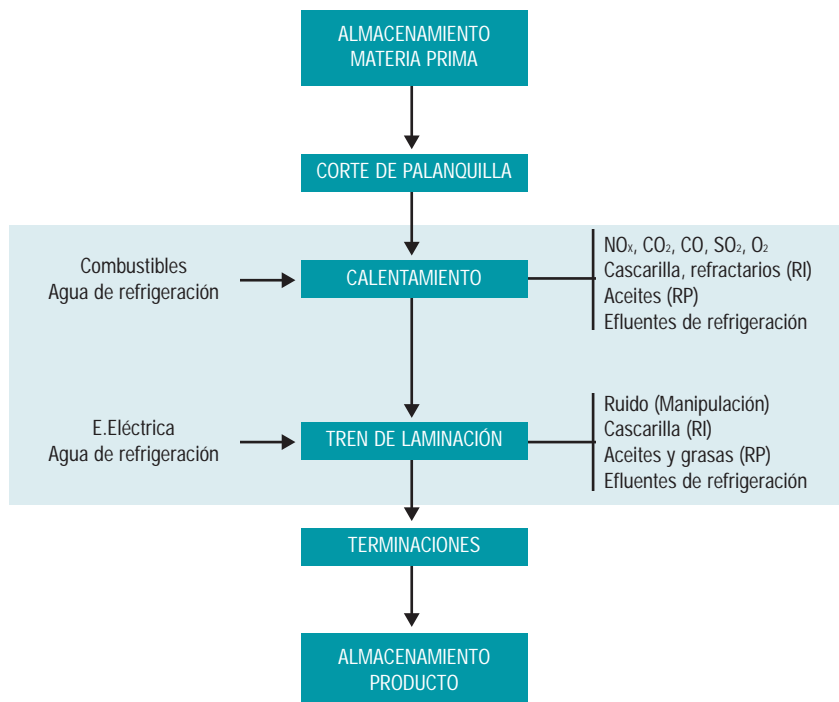 ALMACENAMIENTO
MATERIA PRIMA
CORTE DE PALANQUILLA
Combustibles
Agua de refrigeración
CALENTAMIENTO
NOx, CO₂, CO, SO₂, O₂
Cascarilla, refractarios (RI)
Aceites (RP)
Efluentes de refrigeración
E.Eléctrica
Agua de refrigeración
TREN DE LAMINACIÓN
Ruido (Manipulación)
Cascarilla (RI)
Aceites y grasas (RP)
Efluentes de refrigeración
TERMINACIONES
ALMACENAMIENTO
PRODUCTO